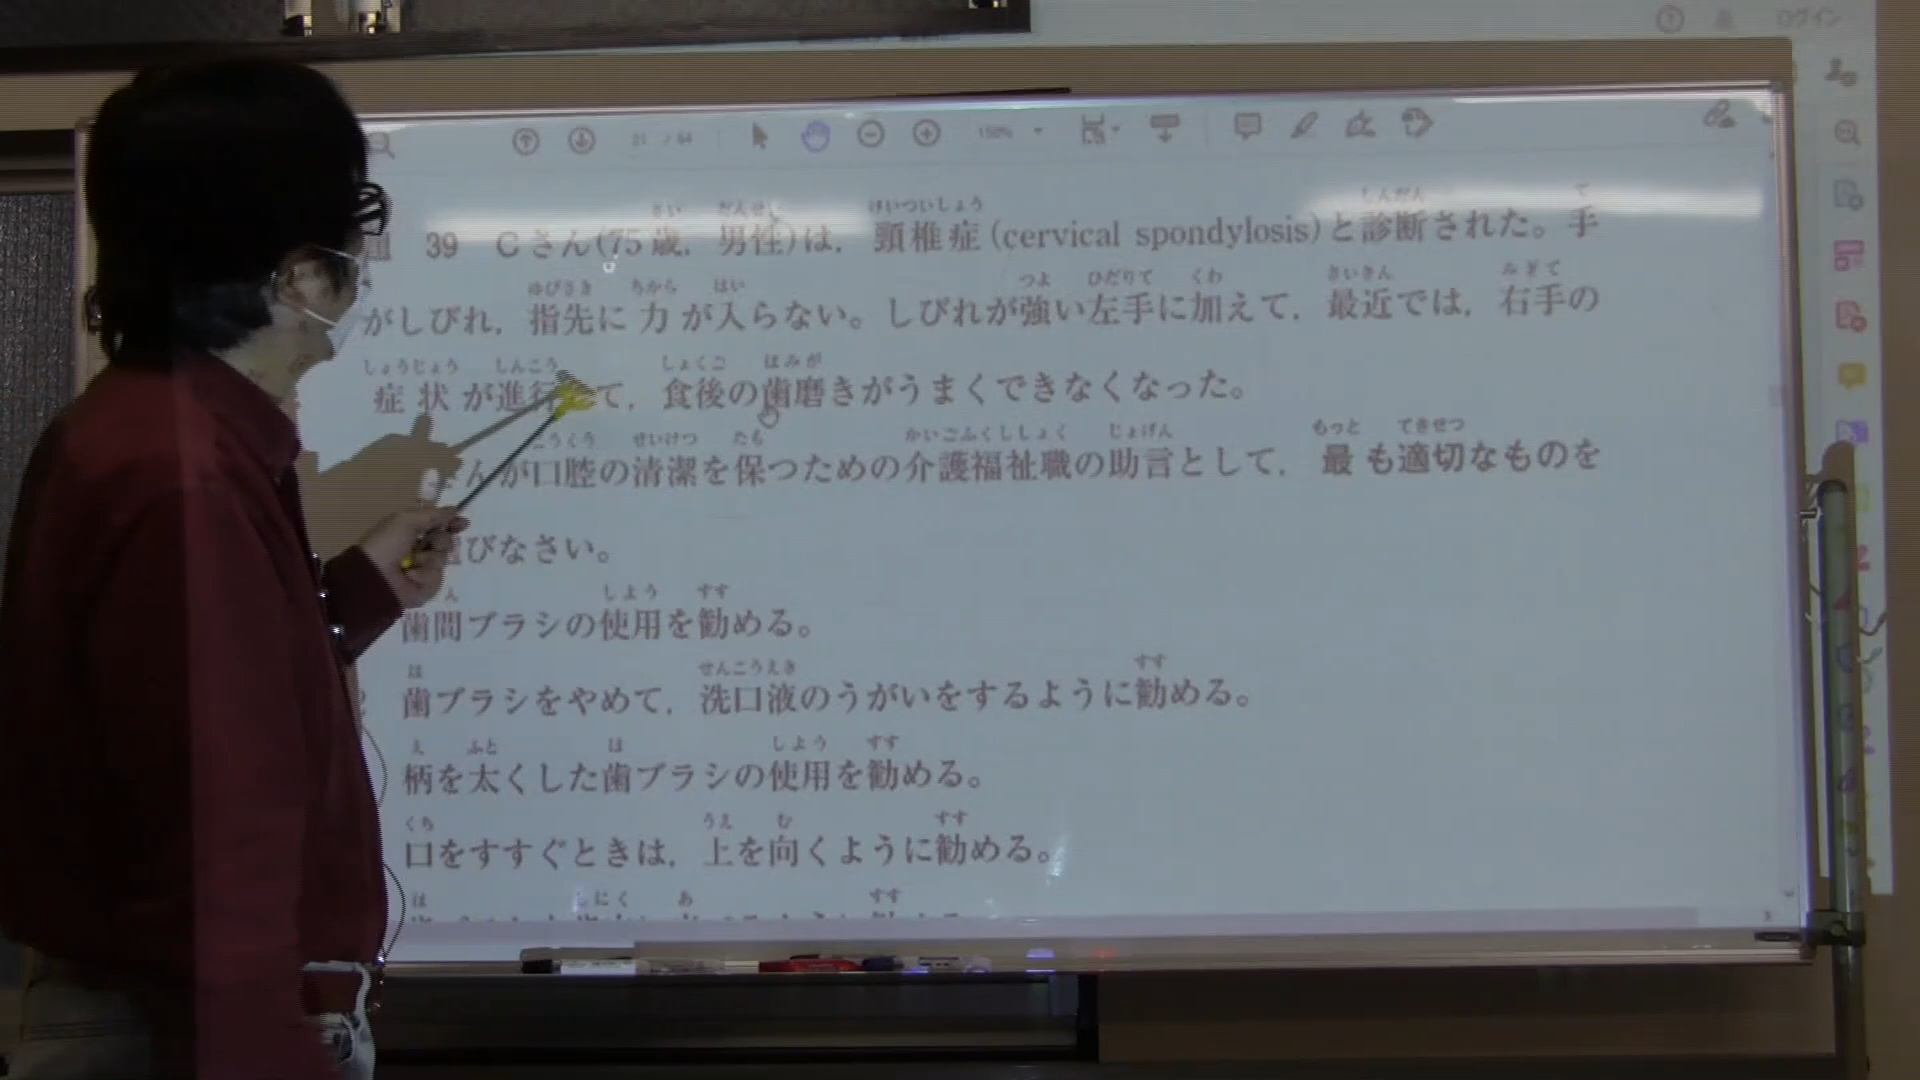 ログイン
31 / 64 150%
39 Cさん(75歳，男性)は，頸椎症(cervical spondylosis)と診断された。手
がしびれ，指先に力が入らない。しびれが強い左手に加えて，最近では，右手の
症状が進行 て，食後の歯磨きがうまくできなくなった。
さんが口腔の清潔を保つための介護福祉職の助言として，最も適切なものを
びなさい。
歯間ブラシの使用を勧める。
歯ブラシをやめて，洗口液のうがいをするように勧める。
柄を太くした歯ブラシの使用を勧める。
口をすすぐときは，上を向くように勧める。